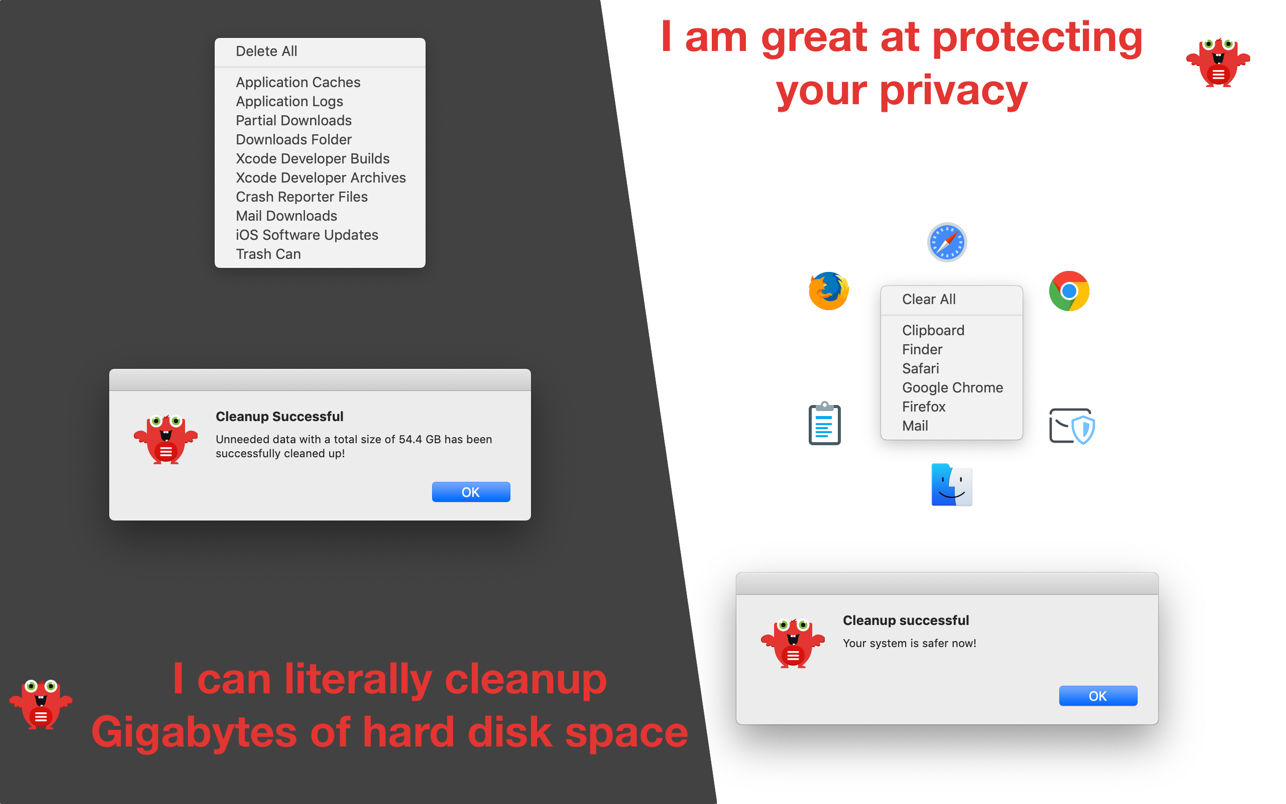 Delete All
Application Caches
Application Logs
Partial Downloads
Downloads Folder
Xcode Developer Builds
Xcode Developer Archives
Crash Reporter Files
Mail Downloads
iOS Software Updates
Trash Can
Cleanup Successful
Unneeded data with a total size of 54.4 GB has been
successfully cleaned up!
OK
I can literally cleanup
Gigabytes of hard disk space
I am great at protecting
your privacy
Clear All
Clipboard
Finder
Safari
Google Chrome
Firefox
Mail
Cleanup successful
Your system is safer now!
OK